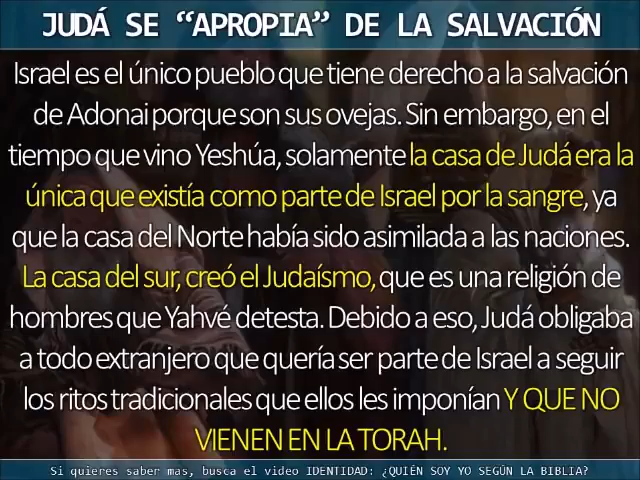 JUDÁ SE “APROPIA” DE LA SALVACIÓN
Israel es el único pueblo que tiene derecho a la salvación
de Adonai porque son sus ovejas. Sin embargo, en el
tiempo que vino Yeshúa, solamente la casa de Judá era la
única que existía como parte de Israel por la sangre, ya
que la casa del Norte había sido asimilada a las naciones.
La casa del sur, creó el Judaísmo, que es una religión de
hombres que Yahvé detesta. Debido a eso, Judá obligaba
a todo extranjero que quería ser parte de Israel a seguir
los ritos tradicionales que ellos les imponían Y QUE NO
VIENEN EN LA TORAH.
Si quieres saber mas, busca el video IDENTIDAD: ¿QUIÉN SOY YO SEGÚN LA BIBLIA?